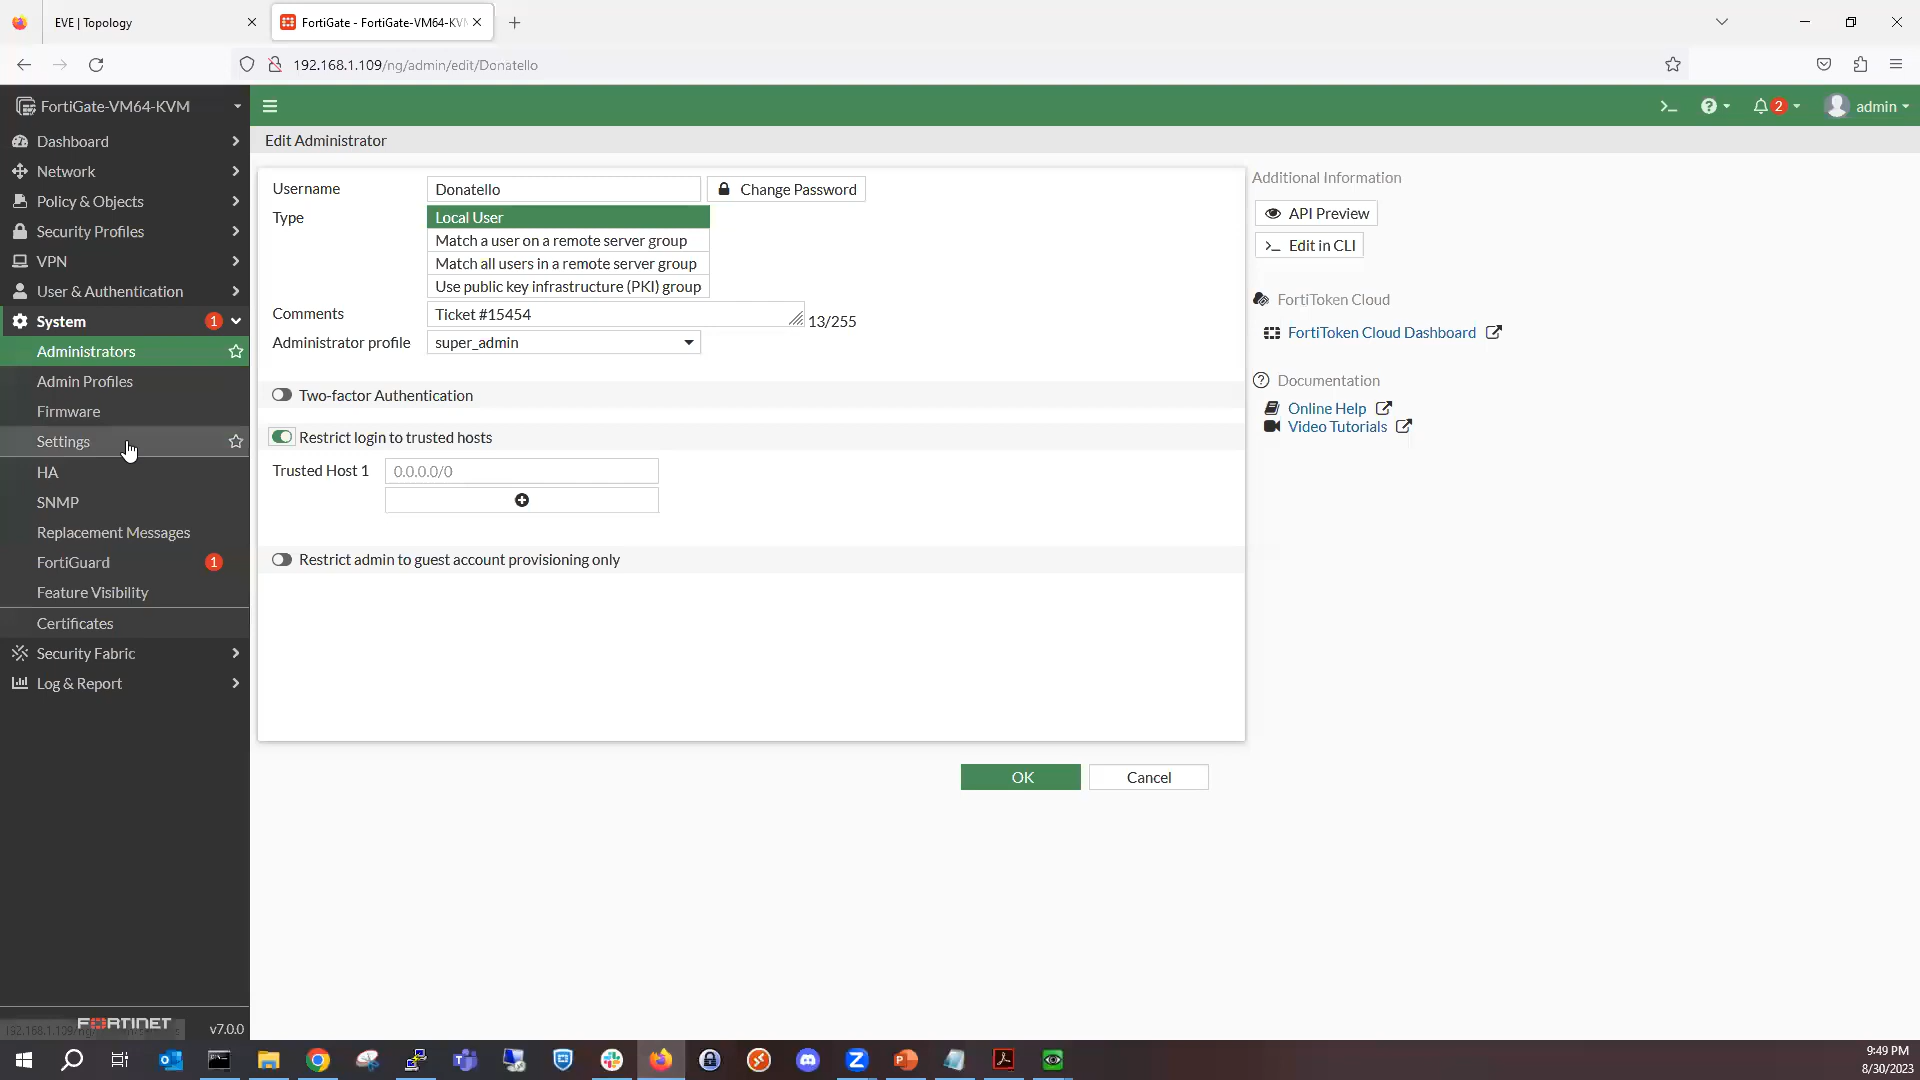 EVE | Topology
FortiGate - FortiGate-VM64-KVM
192.168.1.109/ng/admin/edit/Donatello
FortiGate-VM64-KVM
2
admin
Dashboard
Network
Policy & Objects
Security Profiles
VPN
User & Authentication
System
1
Administrators
Admin Profiles
Firmware
Settings
HA
SNMP
Replacement Messages
FortiGuard
1
Feature Visibility
Certificates
Security Fabric
Log & Report
FORTINET
v7.0.0
Edit Administrator
Username
Donatello
Change Password
Type
Local User
Match a user on a remote server group
Match all users in a remote server group
Use public key infrastructure (PKI) group
Comments
Ticket #15454
13/255
Administrator profile
super_admin
Two-factor Authentication
Restrict login to trusted hosts
Trusted Host 1
0.0.0.0/0
Restrict admin to guest account provisioning only
OK
Cancel
Additional Information
API Preview
>_ Edit in CLI
FortiToken Cloud
FortiToken Cloud Dashboard
Documentation
Online Help
Video Tutorials
9:49 PM
8/30/2023